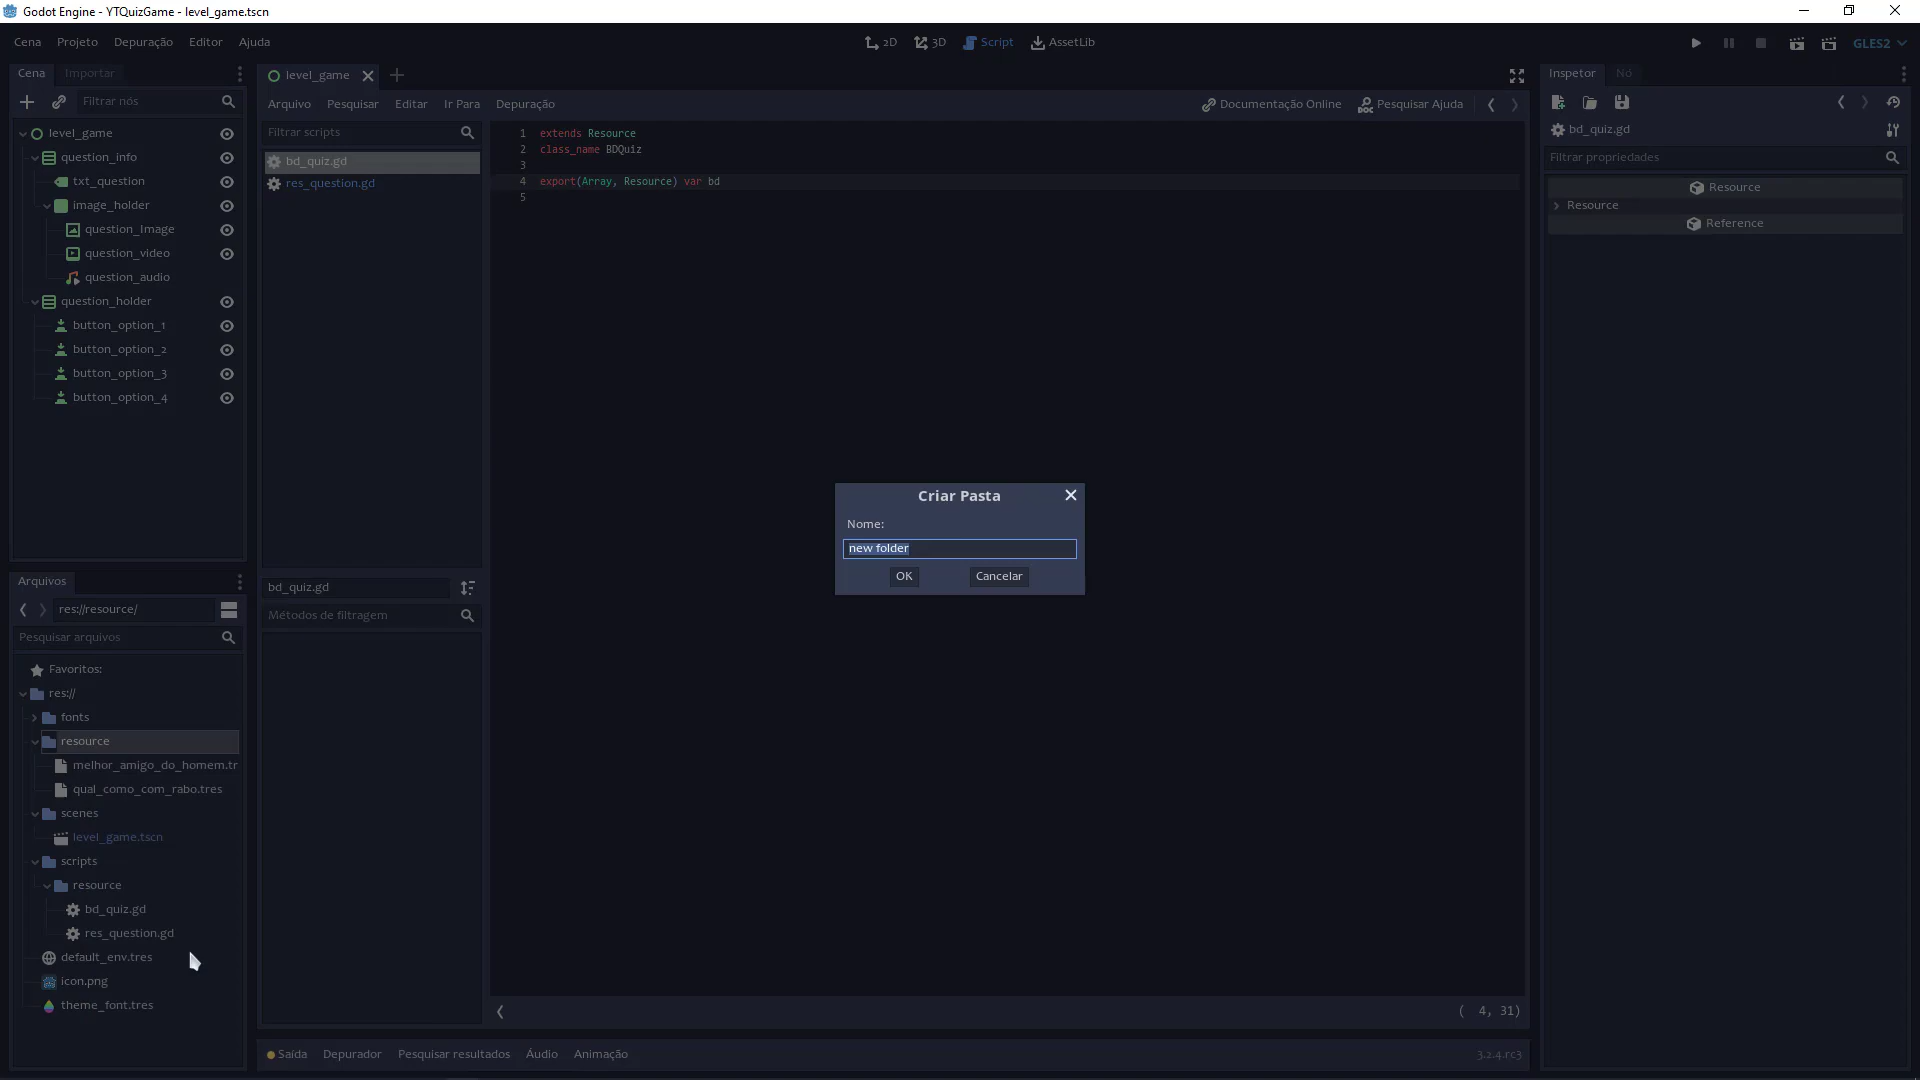 Godot Engine - YTQuizGame - level_game.tscn
Cena Projeto Depuração Editor Ajuda
2D 3D Script AssetLib
GLES2
Cena Importar
Filtrar nós
level_game
question_info
txt_question
image_holder
question_Image
question_video
question_audio
question_holder
button_option_1
button_option_2
button_option_3
button_option_4
Arquivos
res://resource/
Pesquisar arquivos
Favoritos:
res://
fonts
resource
melhor_amigo_do_homem.tr
qual_como_com_rabo.tres
scenes
level_game.tscn
scripts
resource
bd_quiz.gd
res_question.gd
default_env.tres
icon.png
theme_font.tres
level_game
Arquivo Pesquisar Editar Ir Para Depuração
Documentação Online Pesquisar Ajuda
Filtrar scripts
bd_quiz.gd
res_question.gd
bd_quiz.gd
Métodos de filtragem
1 extends Resource
2 class_name BDQuiz
3
4 export(Array, Resource) var bd
5
Criar Pasta
Nome:
new folder
OK Cancelar
( 4, 31)
Saída Depurador Pesquisar resultados Áudio Animação
3.2.4.rc3
Inspetor Nó
bd_quiz.gd
Filtrar propriedades
Resource
Resource
Reference